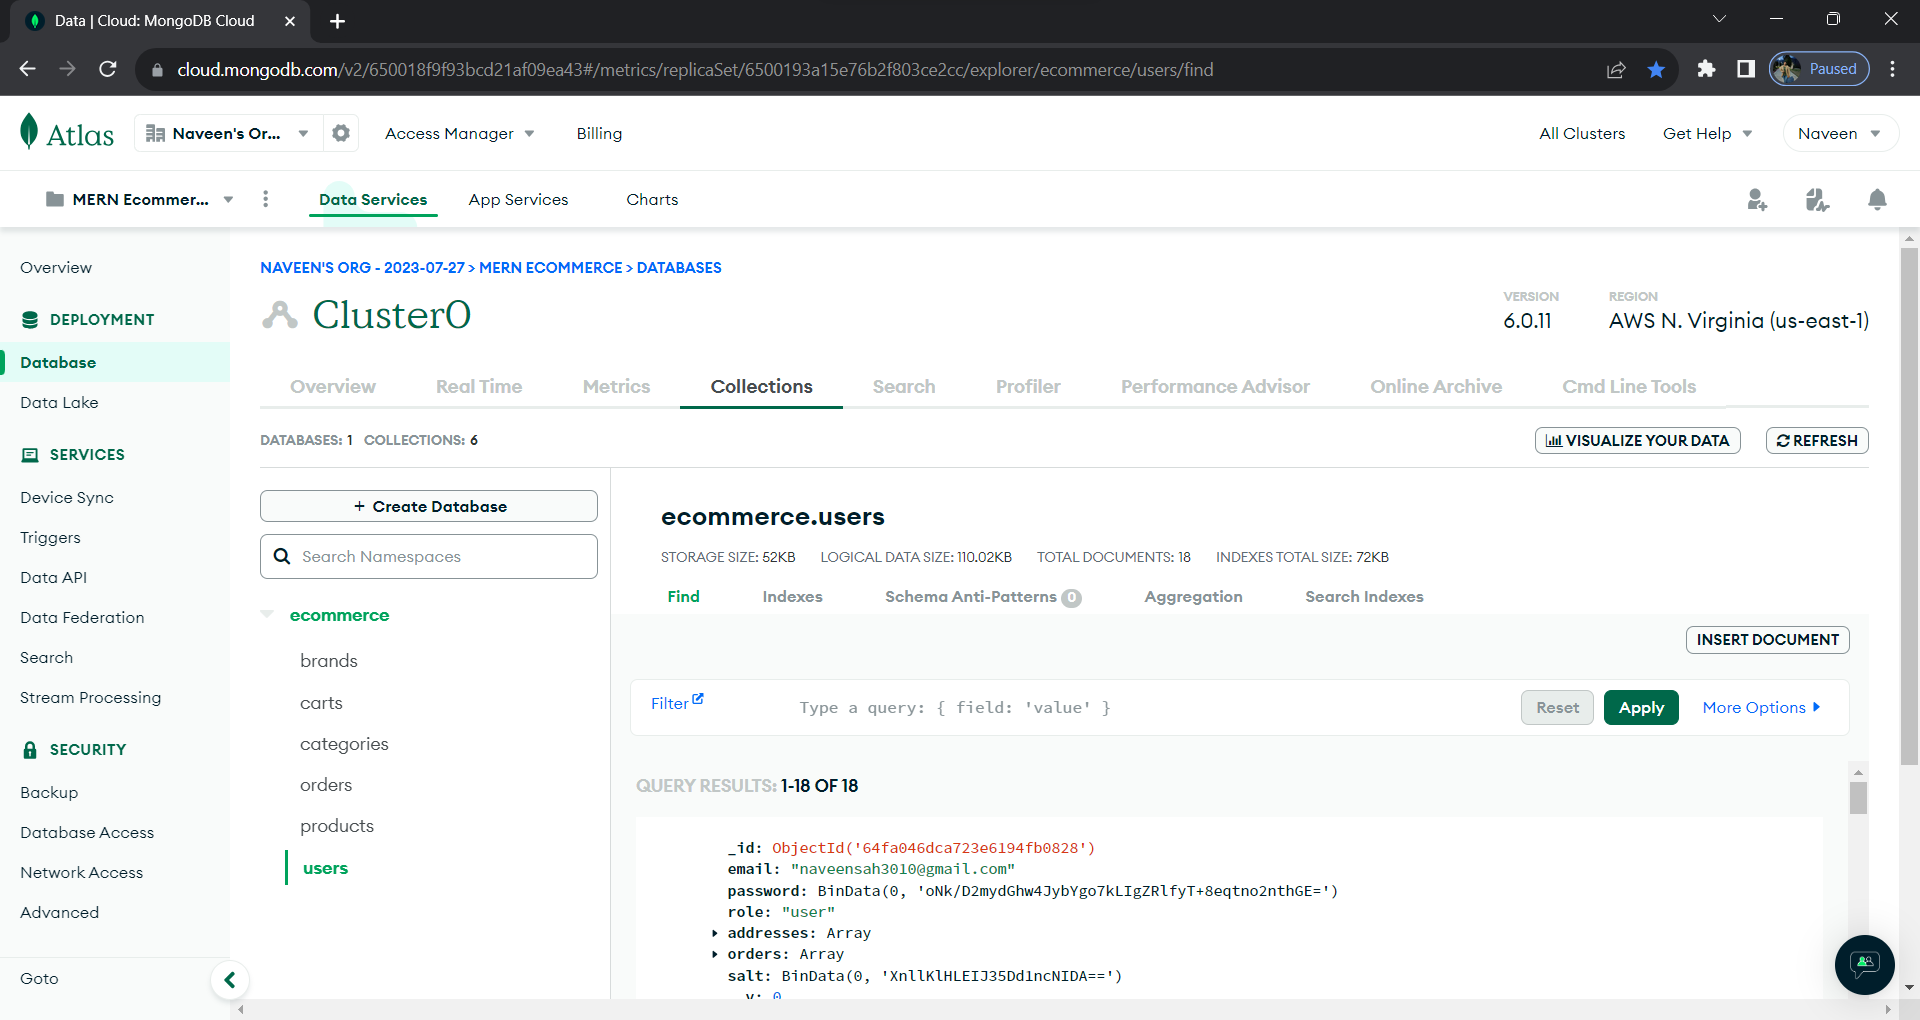 Data | Cloud: MongoDB Cloud
cloud.mongodb.com/v2/650018f9f93bcd21af09ea43#/metrics/replicaSet/6500193a15e76b2f803ce2cc/explorer/ecommerce/users/find
Paused
Atlas
Naveen's Or...
Access Manager
Billing
All Clusters
Get Help
Naveen
MERN Ecommer...
Data Services
App Services
Charts
Overview
DEPLOYMENT
Database
Data Lake
SERVICES
Device Sync
Triggers
Data API
Data Federation
Search
Stream Processing
SECURITY
Backup
Database Access
Network Access
Advanced
Goto
NAVEEN'S ORG - 2023-07-27 > MERN ECOMMERCE > DATABASES
Cluster0
VERSION
6.0.11
REGION
AWS N. Virginia (us-east-1)
Overview
Real Time
Metrics
Collections
Search
Profiler
Performance Advisor
Online Archive
Cmd Line Tools
DATABASES: 1 COLLECTIONS: 6
VISUALIZE YOUR DATA
REFRESH
+ Create Database
Search Namespaces
ecommerce
brands
carts
categories
orders
products
users
ecommerce.users
STORAGE SIZE: 52KB LOGICAL DATA SIZE: 110.02KB TOTAL DOCUMENTS: 18 INDEXES TOTAL SIZE: 72KB
Find
Indexes
Schema Anti-Patterns 0
Aggregation
Search Indexes
INSERT DOCUMENT
Filter
Type a query: { field: 'value' }
Reset
Apply
More Options
QUERY RESULTS: 1-18 OF 18
_id: ObjectId('64fa046dca723e6194fb0828')
email: "naveensah3010@gmail.com"
password: BinData(0, 'oNk/D2mydGhw4JybYgo7kLIgZRlfyT+8eqtno2nthGE=')
role: "user"
addresses: Array
orders: Array
salt: BinData(0, 'XnllKlHLEIJ35Dd1ncNIDA==')